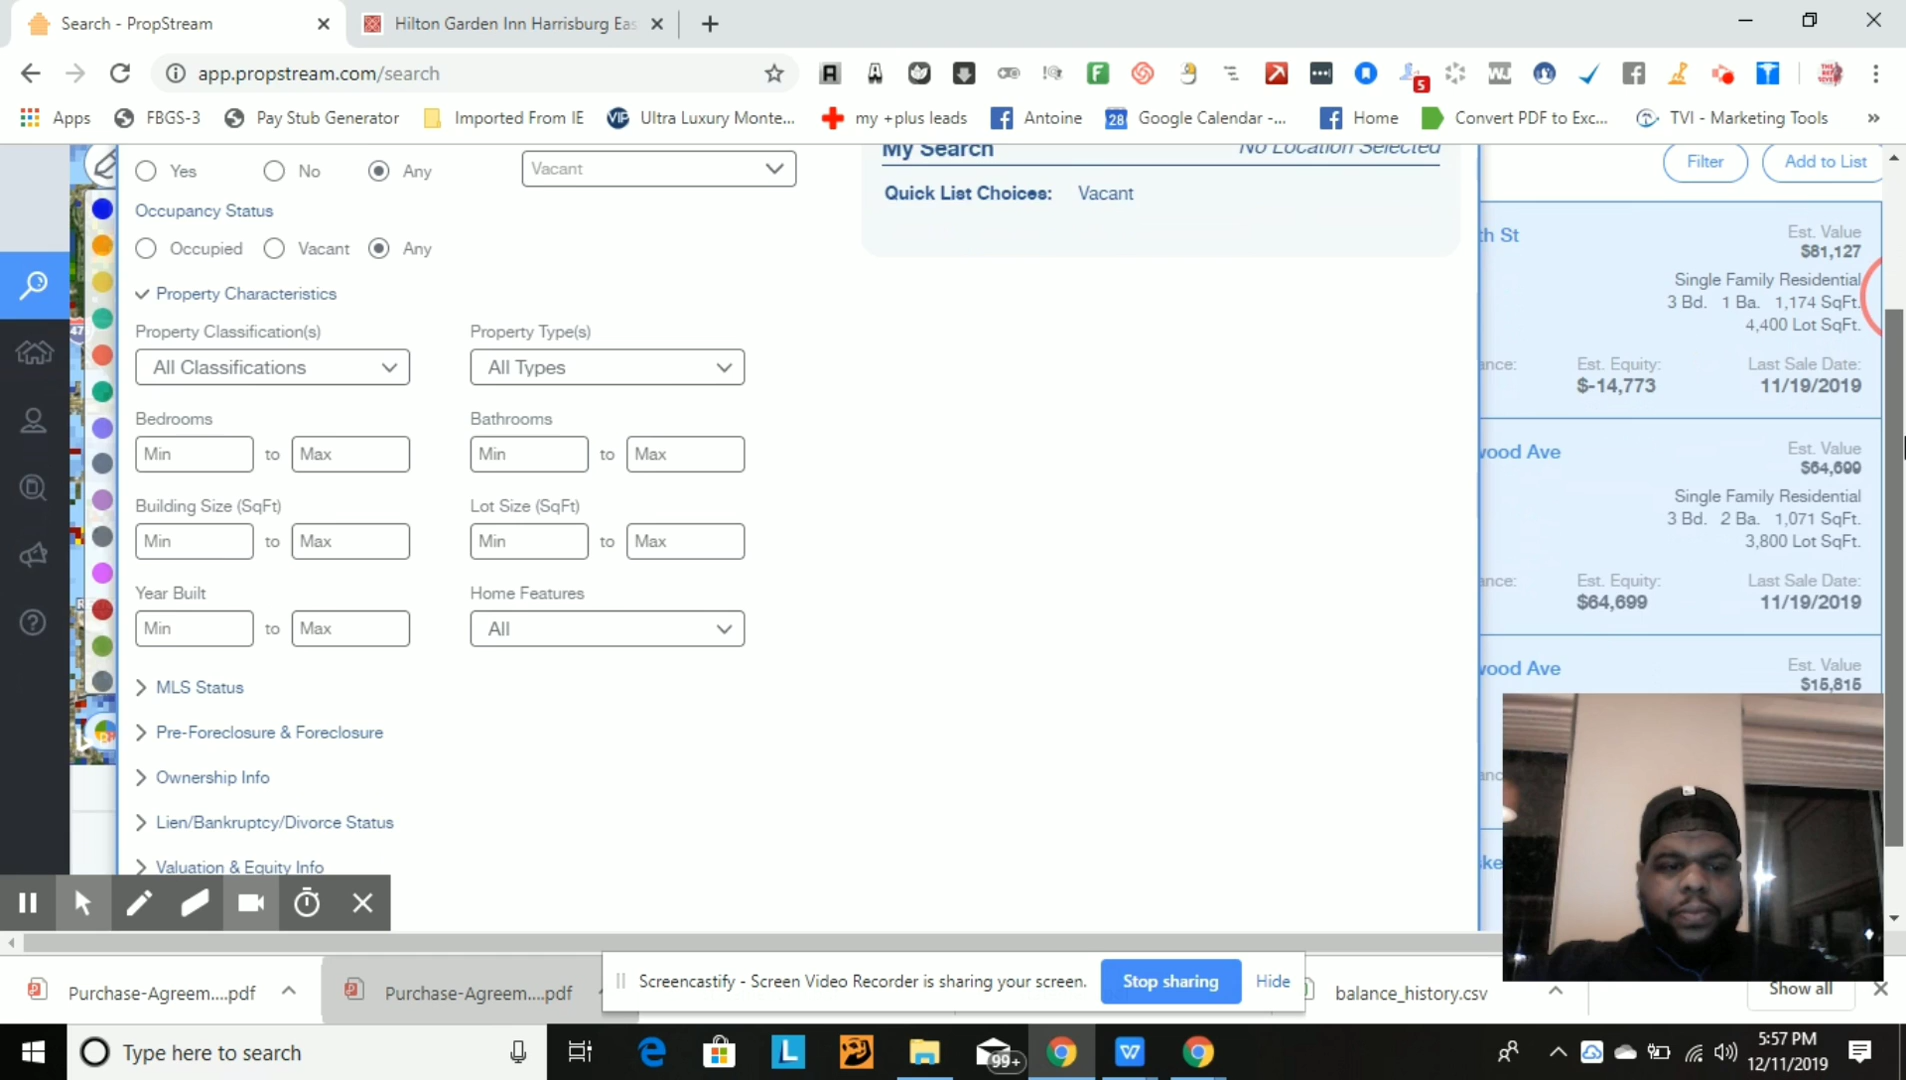 Search - PropStream
Hilton Garden Inn Harrisburg Eas
app.propstream.com/search
5
Apps
FBGS-3
Pay Stub Generator
Imported From IE
VIP
Ultra Luxury Monte...
my +plus leads
Antoine
28
Google Calendar -...
Home
Convert PDF to Exc...
TVI - Marketing Tools
»
Yes
No
Any
Vacant
My Search
No Location Selected
Quick List Choices: Vacant
Filter
Add to List
Occupancy Status
Occupied
Vacant
Any
Property Characteristics
Property Classification(s)
Property Type(s)
All Classifications
All Types
Bedrooms
Bathrooms
Min to Max
Min to Max
Building Size (SqFt)
Lot Size (SqFt)
Min to Max
Min to Max
Year Built
Home Features
Min to Max
All
MLS Status
Pre-Foreclosure & Foreclosure
Ownership Info
Lien/Bankruptcy/Divorce Status
Valuation & Equity Info
th St
Est. Value
$81,127
Single Family Residential
3 Bd. 1 Ba. 1,174 SqFt.
4,400 Lot SqFt.
ance:
Est. Equity:
Last Sale Date:
$-14,773
11/19/2019
wood Ave
Est. Value
$64,699
Single Family Residential
3 Bd. 2 Ba. 1,071 SqFt.
3,800 Lot SqFt.
ance:
Est. Equity:
Last Sale Date:
$64,699
11/19/2019
wood Ave
Est. Value
$15,815
Purchase-Agreem....pdf
Purchase-Agreem....pdf
Screencastify - Screen Video Recorder is sharing your screen.
Stop sharing
Hide
balance_history.csv
Show all
Type here to search
99+
5:57 PM
12/11/2019